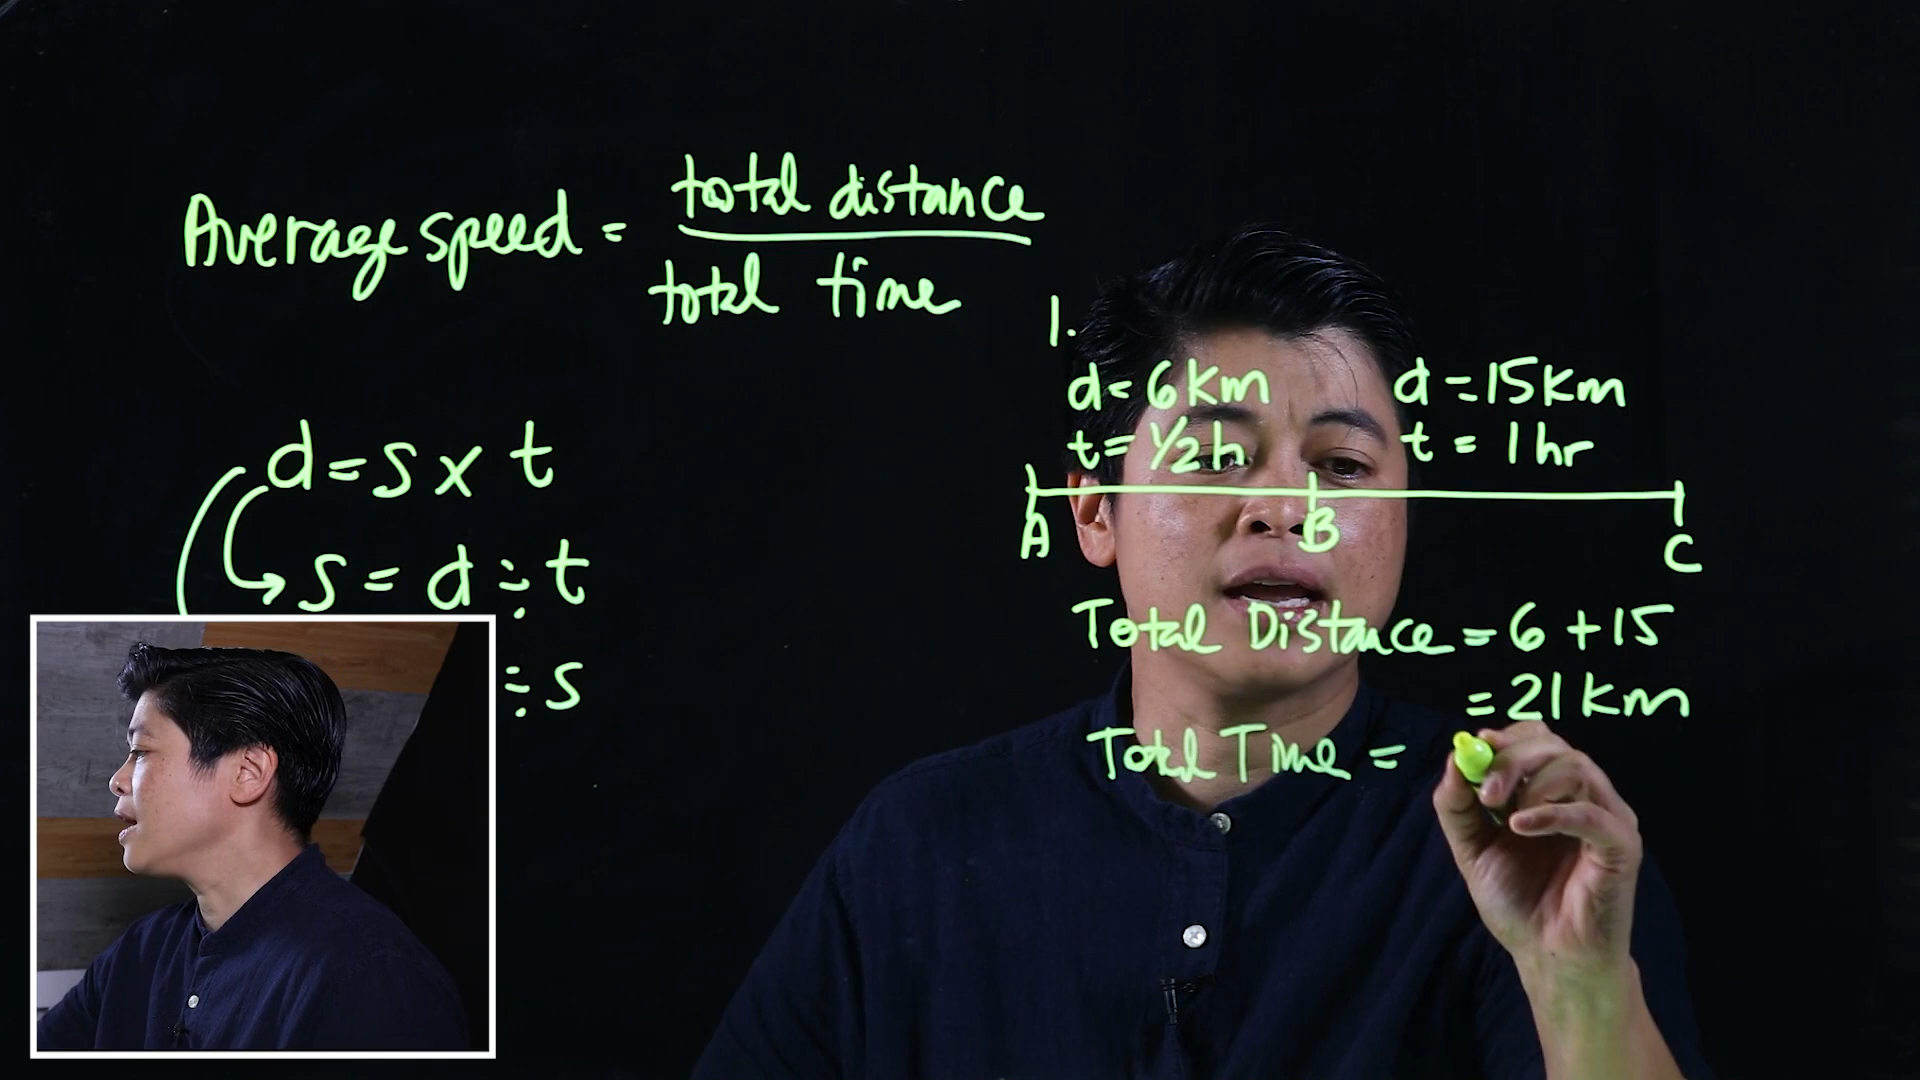 Average speed = total distance
total time
d = s x t
s = d ÷ t
÷ s
1.
d = 6 km
t = 1/2 h
d = 15 km
t = 1 hr
A
B
C
Total Distance = 6 + 15
= 21 km
Total Time =